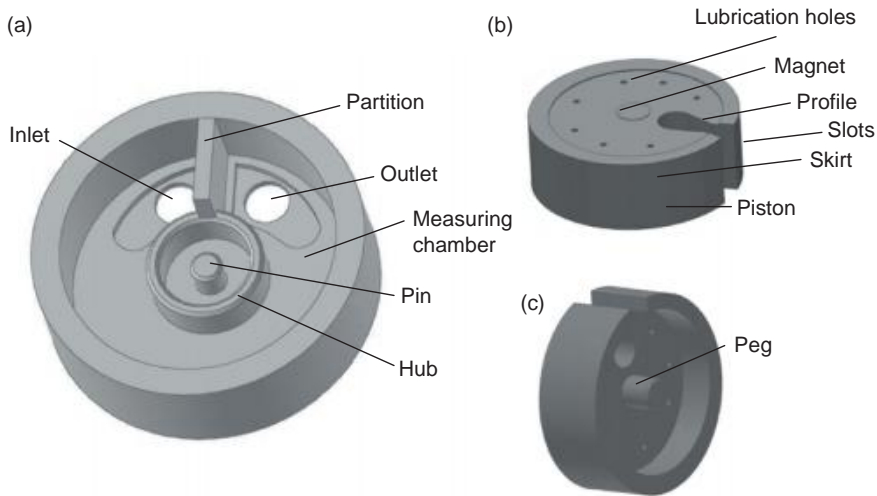 (a)
Partition
Inlet
Outlet
Measuring
chamber
Pin
Hub
(b)
Lubrication holes
Magnet
Profile
Slots
Skirt
Piston
(c)
Peg